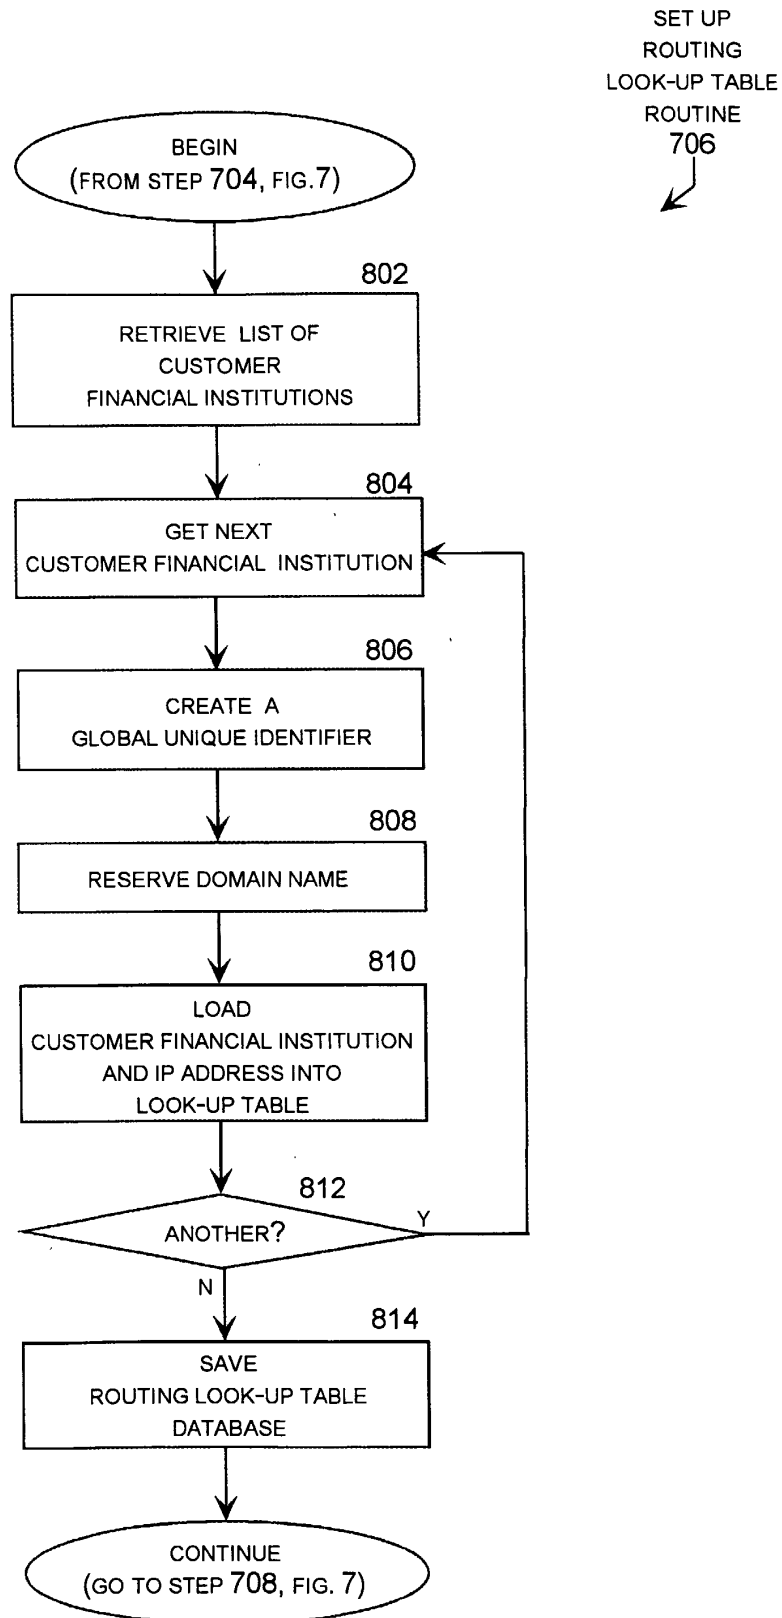 SET UP
ROUTING
LOOK-UP TABLE
ROUTINE
706
BEGIN
(FROM STEP 704, FIG.7)
802
RETRIEVE LIST OF
CUSTOMER
FINANCIAL INSTITUTIONS
804
GET NEXT
CUSTOMER FINANCIAL INSTITUTION
806
CREATE A
GLOBAL UNIQUE IDENTIFIER
808
RESERVE DOMAIN NAME
810
LOAD
CUSTOMER FINANCIAL INSTITUTION
AND IP ADDRESS INTO
LOOK-UP TABLE
812
ANOTHER?
Y
N
814
SAVE
ROUTING LOOK-UP TABLE
DATABASE
CONTINUE
(GO TO STEP 708, FIG. 7)